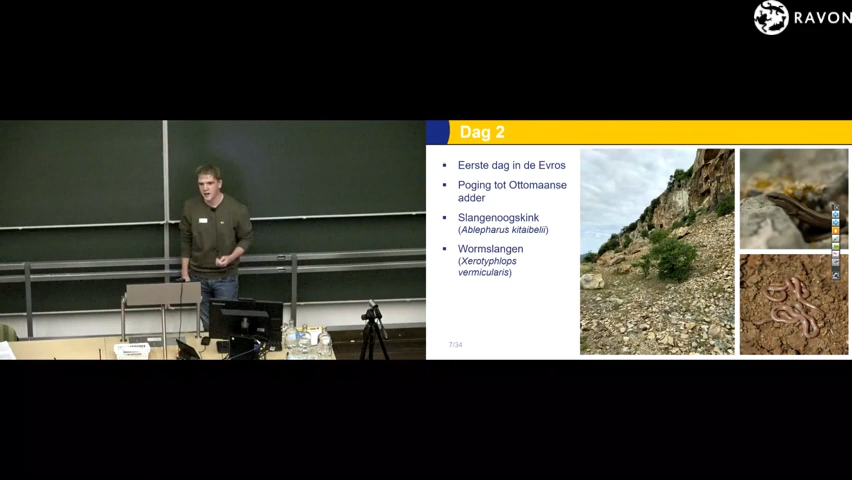 RAVON
Dag 2
Eerste dag in de Evros
Poging tot Ottomaanse
adder
Slangenoogskink
(Ablepharus kitaibelii)
Wormslangen
(Xerotyphlops
vermicularis)
7/34